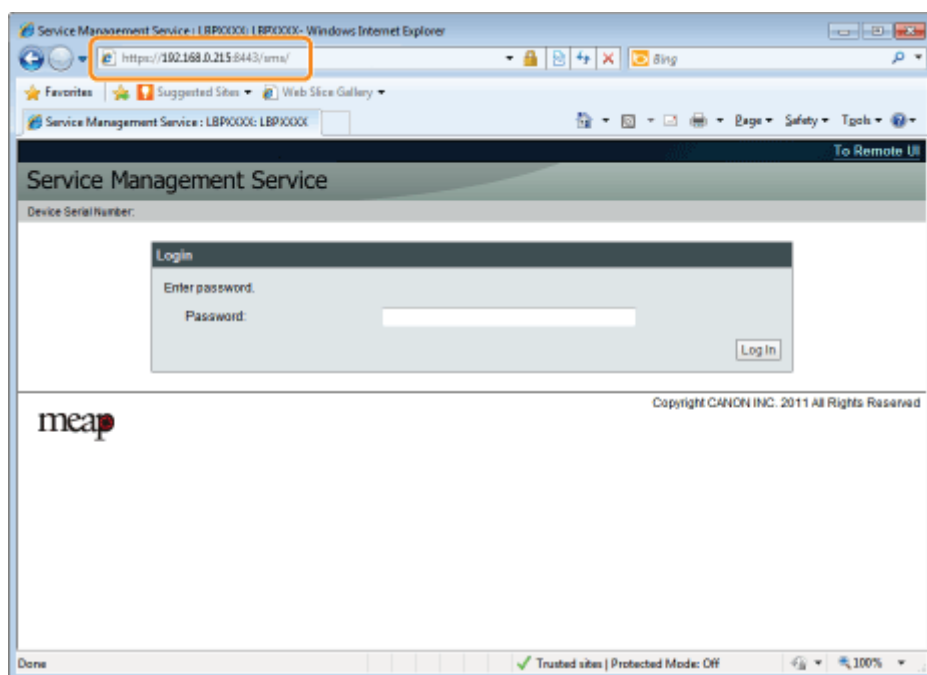 Service Management Service : LBPXXXX: LBPXXXX- Windows Internet Explorer
https://192.168.0.215:8443/sms/
Bing
Favorites Suggested Sites Web Slice Gallery
Service Management Service : LBPXXXX: LBPXXXX
Page Safety Tools
To Remote UI
Service Management Service
Device Serial Number:
Login
Enter password.
Password:
Log In
Copyright CANON INC. 2011 All Rights Reserved
meap
Done
Trusted sites | Protected Mode: Off
100%